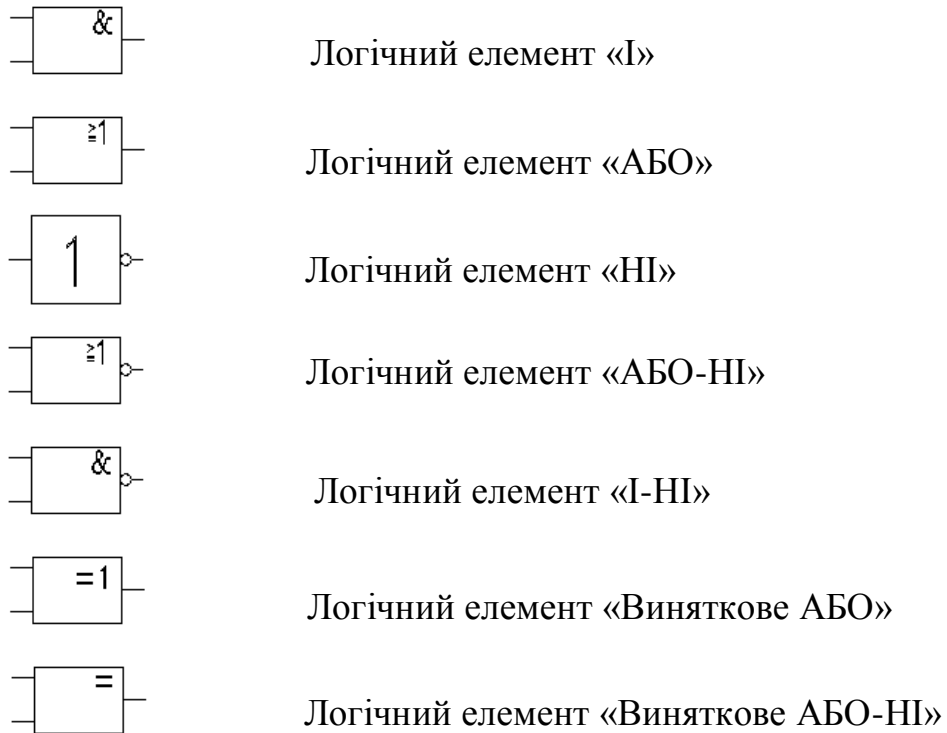 & Логічний елемент «І»
≧1 Логічний елемент «АБО»
1 Логічний елемент «НІ»
≧1 Логічний елемент «АБО-НІ»
& Логічний елемент «І-НІ»
=1 Логічний елемент «Виняткове АБО»
= Логічний елемент «Виняткове АБО-НІ»